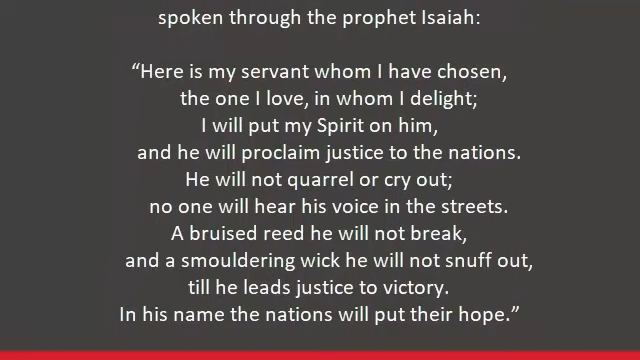 spoken through the prophet Isaiah:
“Here is my servant whom I have chosen,
the one I love, in whom I delight;
I will put my Spirit on him,
and he will proclaim justice to the nations.
He will not quarrel or cry out;
no one will hear his voice in the streets.
A bruised reed he will not break,
and a smouldering wick he will not snuff out,
till he leads justice to victory.
In his name the nations will put their hope.”